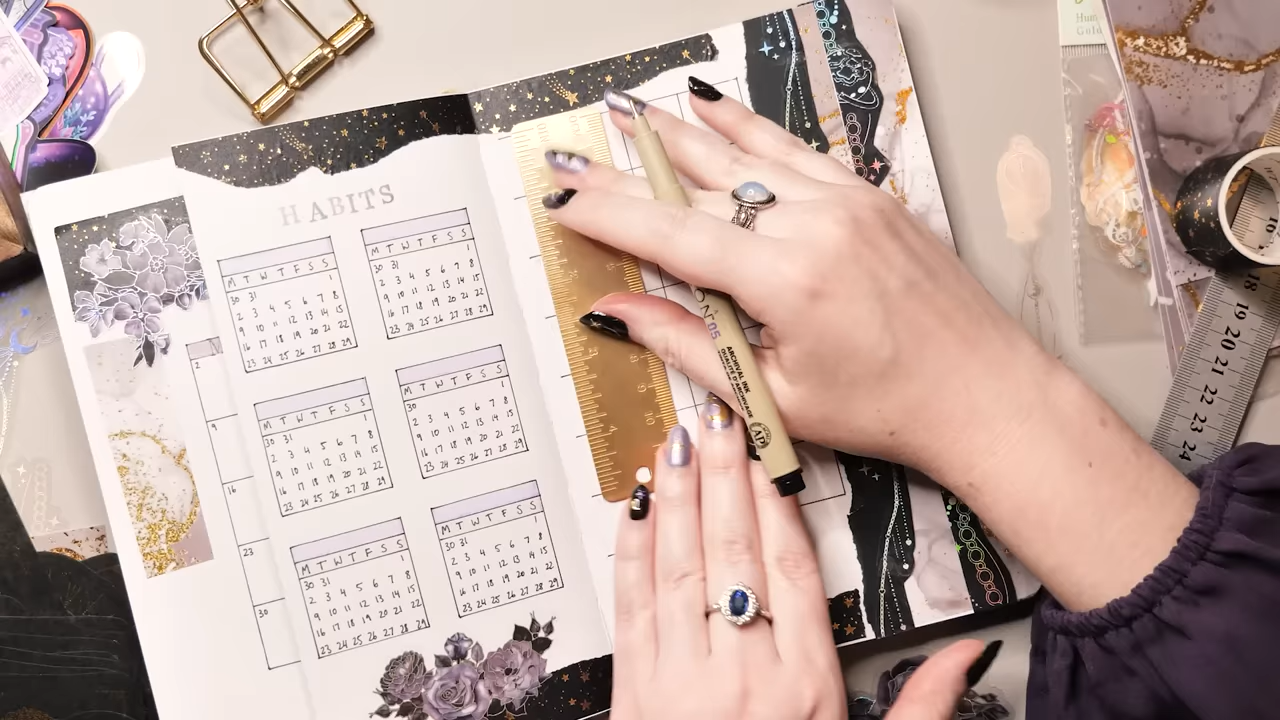 HABITS
M T W T F S S
30 31 1
2 3 4 5 6 7 8
9 10 11 12 13 14 15
16 17 18 19 20 21 22
23 24 25 26 27 28 29
M T W T F S S
30 31 1
2 3 4 5 6 7 8
9 10 11 12 13 14 15
16 17 18 19 20 21 22
23 24 25 26 27 28 29
M T W T F S S
30 31 1
2 3 4 5 6 7 8
9 10 11 12 13 14 15
16 17 18 19 20 21 22
23 24 25 26 27 28 29
M T W T F S S
30 1
2 3 4 5 6 7 8
9 10 11 12 13 14 15
16 17 18 19 20 21 22
23 24 25 26 27 28 29
M T W T F S S
30 31 1
2 3 4 5 6 7 8
9 10 11 12 13 14 15
16 17 18 19 20 21 22
23 24 25 26 27 28 29
M T W T F S S
30 31 1
2 3 4 5 6 7 8
9 10 11 12 13 14 15
16 17 18 19 20 21 22
23 24 25 26 27 28 29
2
9
16
23
30
05
ARCHIVAL INK
QUALITÉ D'ARCHIVAGE
AP
9
10
4
18 19 20 21 22 23 24
Hum
Gold